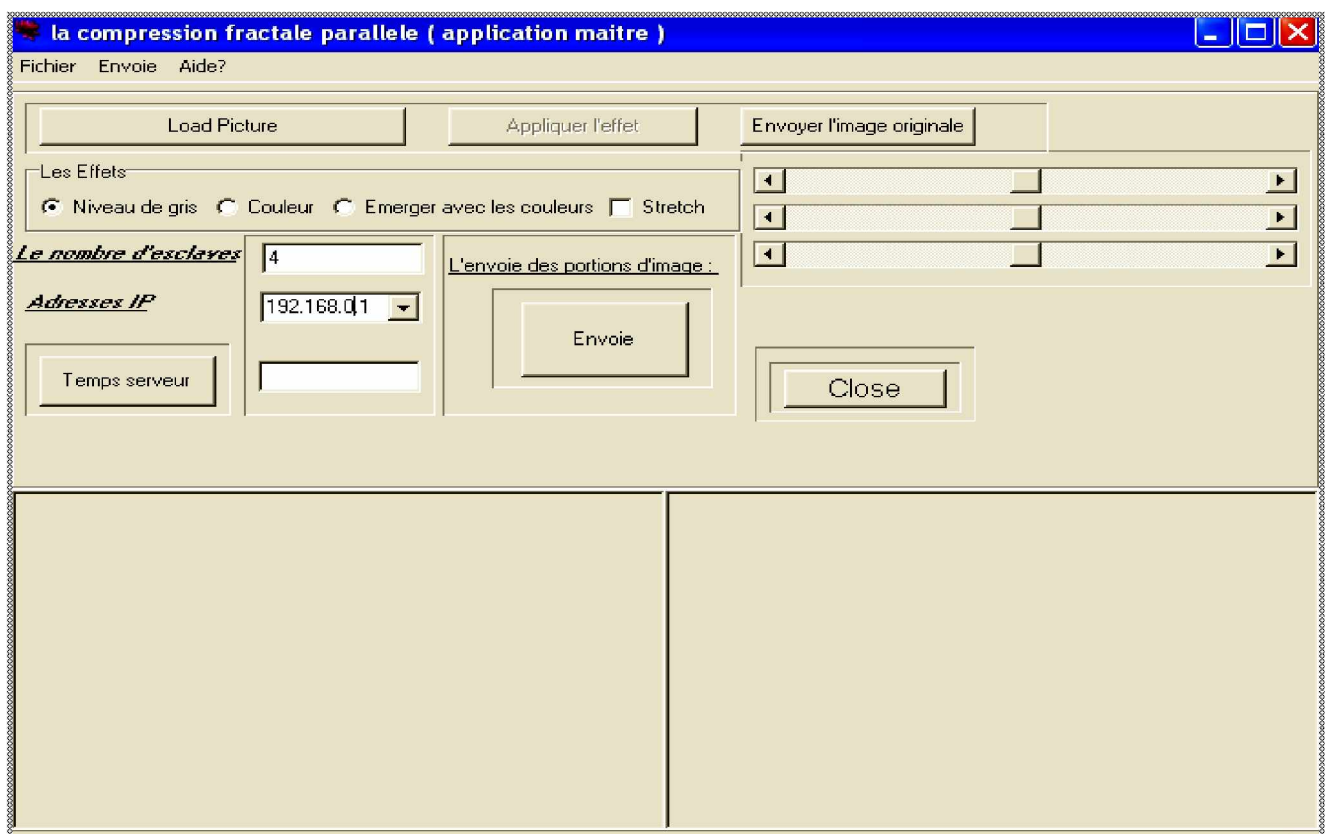 la compression fractale parallele ( application maitre )
Fichier Envoie Aide?
Load Picture Appliquer l'effet Envoyer l'image originale
Les Effets
Niveau de gris Couleur Emerger avec les couleurs Stretch
Le nombre d'esclaves 4
L'envoie des portions d'image :
Adresses IP 192.168.0.1
Envoie
Temps serveur
Close